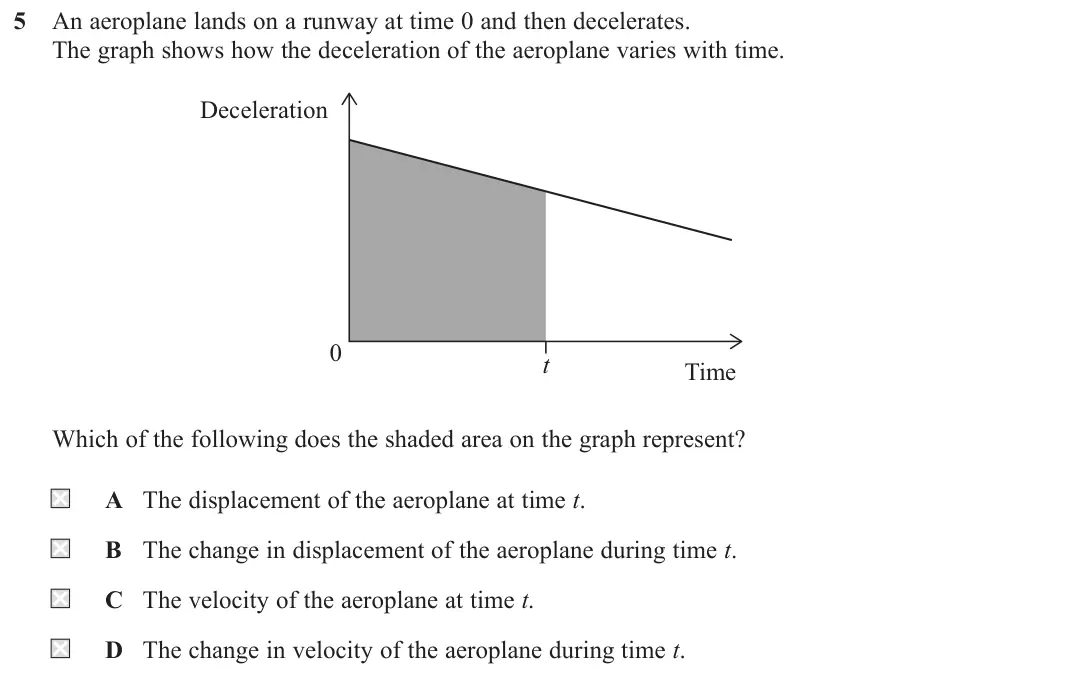 5 An aeroplane lands on a runway at time 0 and then decelerates.
The graph shows how the deceleration of the aeroplane varies with time.
Deceleration
0
t
Time
Which of the following does the shaded area on the graph represent?
A The displacement of the aeroplane at time t.
B The change in displacement of the aeroplane during time t.
C The velocity of the aeroplane at time t.
D The change in velocity of the aeroplane during time t.